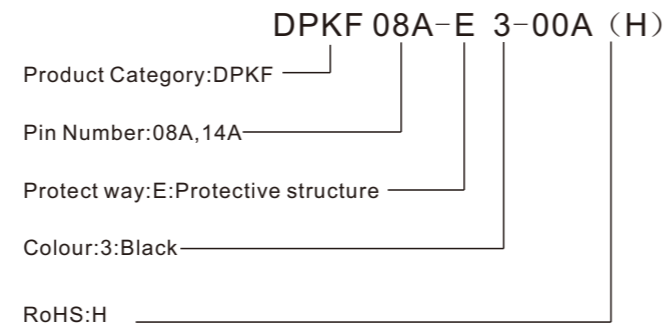 DPKF 08A-E 3-00A（H）
Product Category:DPKF
Pin Number:08A,14A
Protect way:E:Protective structure
Colour:3:Black
RoHS:H